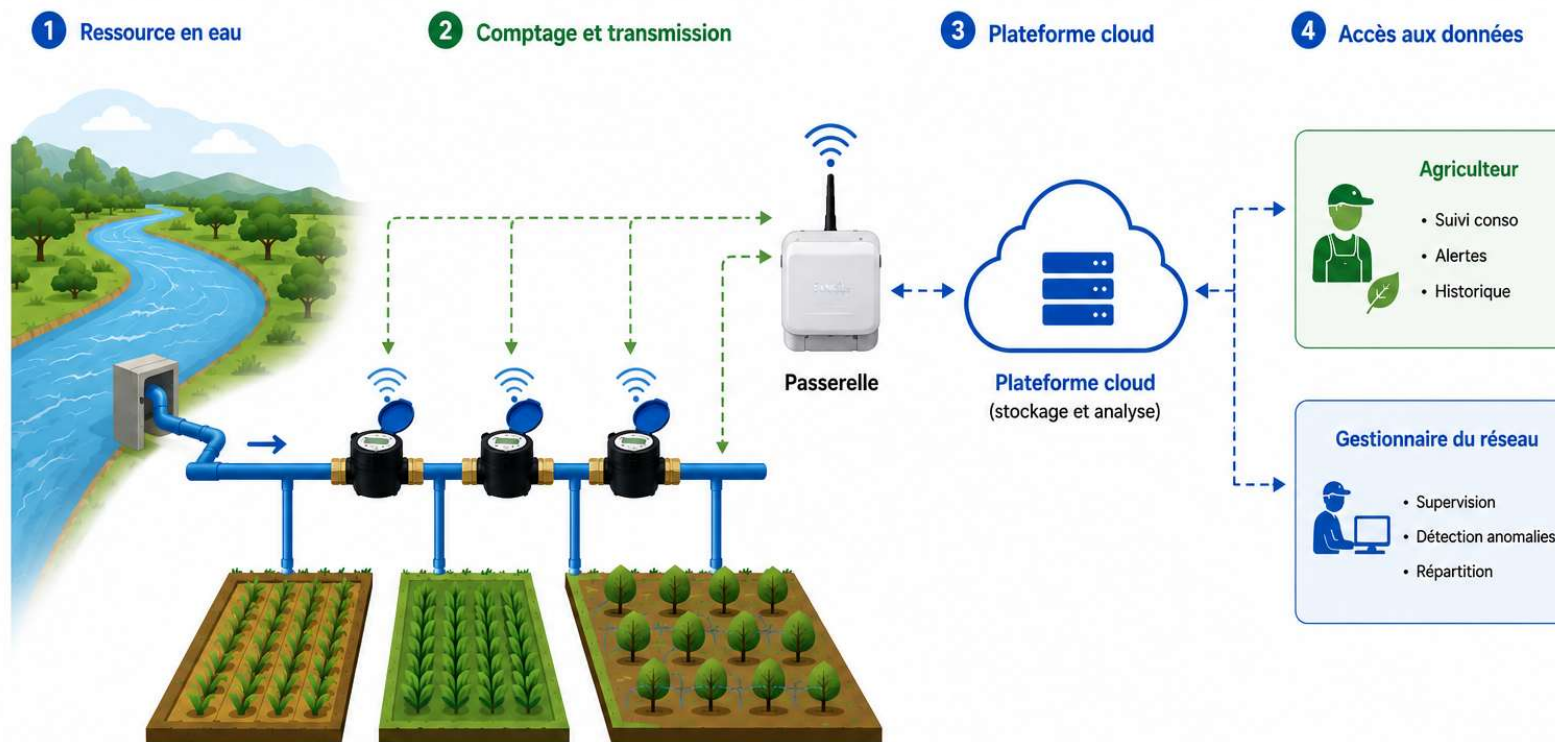 1 Ressource en eau
2 Comptage et transmission
3 Plateforme cloud
4 Accès aux données
Agriculteur
• Suivi conso
• Alertes
• Historique
Passerelle
Plateforme cloud
(stockage et analyse)
Gestionnaire du réseau
• Supervision
• Détection anomalies
• Répartition